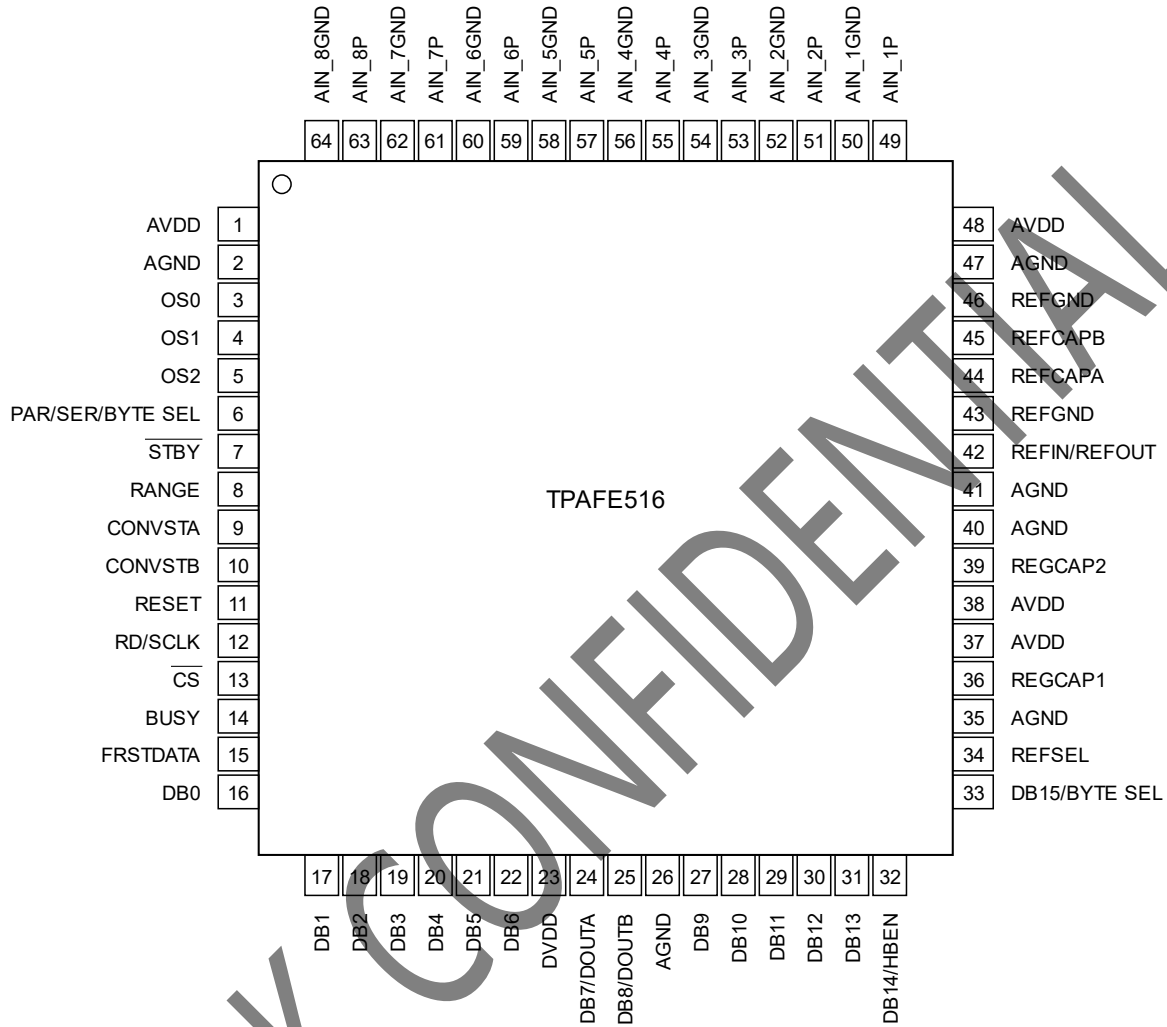 AIN_8GND
AIN_8P
AIN_7GND
AIN_7P
AIN_6GND
AIN_6P
AIN_5GND
AIN_5P
AIN_4GND
AIN_4P
AIN_3GND
AIN_3P
AIN_2GND
AIN_2P
AIN_1GND
AIN_1P
64 63 62 61 60 59 58 57 56 55 54 53 52 51 50 49
AVDD 1
AGND 2
OS0 3
OS1 4
OS2 5
PAR/SER/BYTE SEL 6
STBY 7
RANGE 8
CONVSTA 9
CONVSTB 10
RESET 11
RD/SCLK 12
CS 13
BUSY 14
FRSTDATA 15
DB0 16
TPAFE516
48 AVDD
47 AGND
46 REFGND
45 REFCAPB
44 REFCAPA
43 REFGND
42 REFIN/REFOUT
41 AGND
40 AGND
39 REGCAP2
38 AVDD
37 AVDD
36 REGCAP1
35 AGND
34 REFSEL
33 DB15/BYTE SEL
17 18 19 20 21 22 23 24 25 26 27 28 29 30 31 32
DB1
DB2
DB3
DB4
DB5
DB6
DVDD
DB7/DOUTA
DB8/DOUTB
AGND
DB9
DB10
DB11
DB12
DB13
DB14/HBEN
CONFIDENTIAL